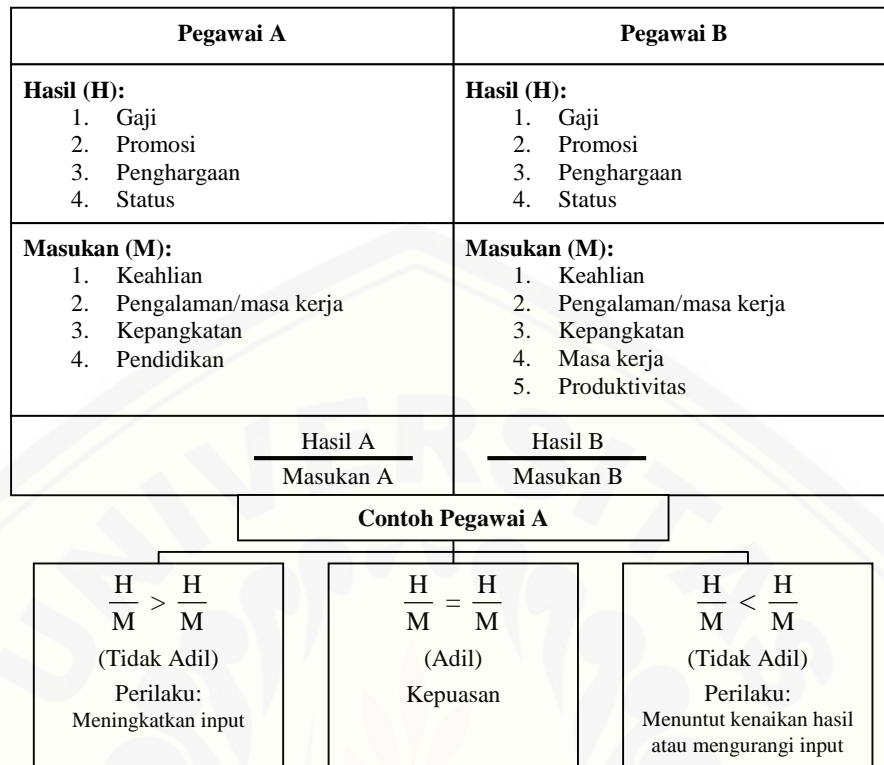 Pegawai A
Pegawai B
Hasil (H):
1. Gaji
2. Promosi
3. Penghargaan
4. Status
Hasil (H):
1. Gaji
2. Promosi
3. Penghargaan
4. Status
Masukan (M):
1. Keahlian
2. Pengalaman/masa kerja
3. Kepangkatan
4. Pendidikan
Masukan (M):
1. Keahlian
2. Pengalaman/masa kerja
3. Kepangkatan
4. Masa kerja
5. Produktivitas
Hasil A
Masukan A
Hasil B
Masukan B
Contoh Pegawai A
H > H
M M
(Tidak Adil)
Perilaku:
Meningkatkan input
H = H
M M
(Adil)
Kepuasan
H < H
M M
(Tidak Adil)
Perilaku:
Menuntut kenaikan hasil
atau mengurangi input
UNIVERSITAS